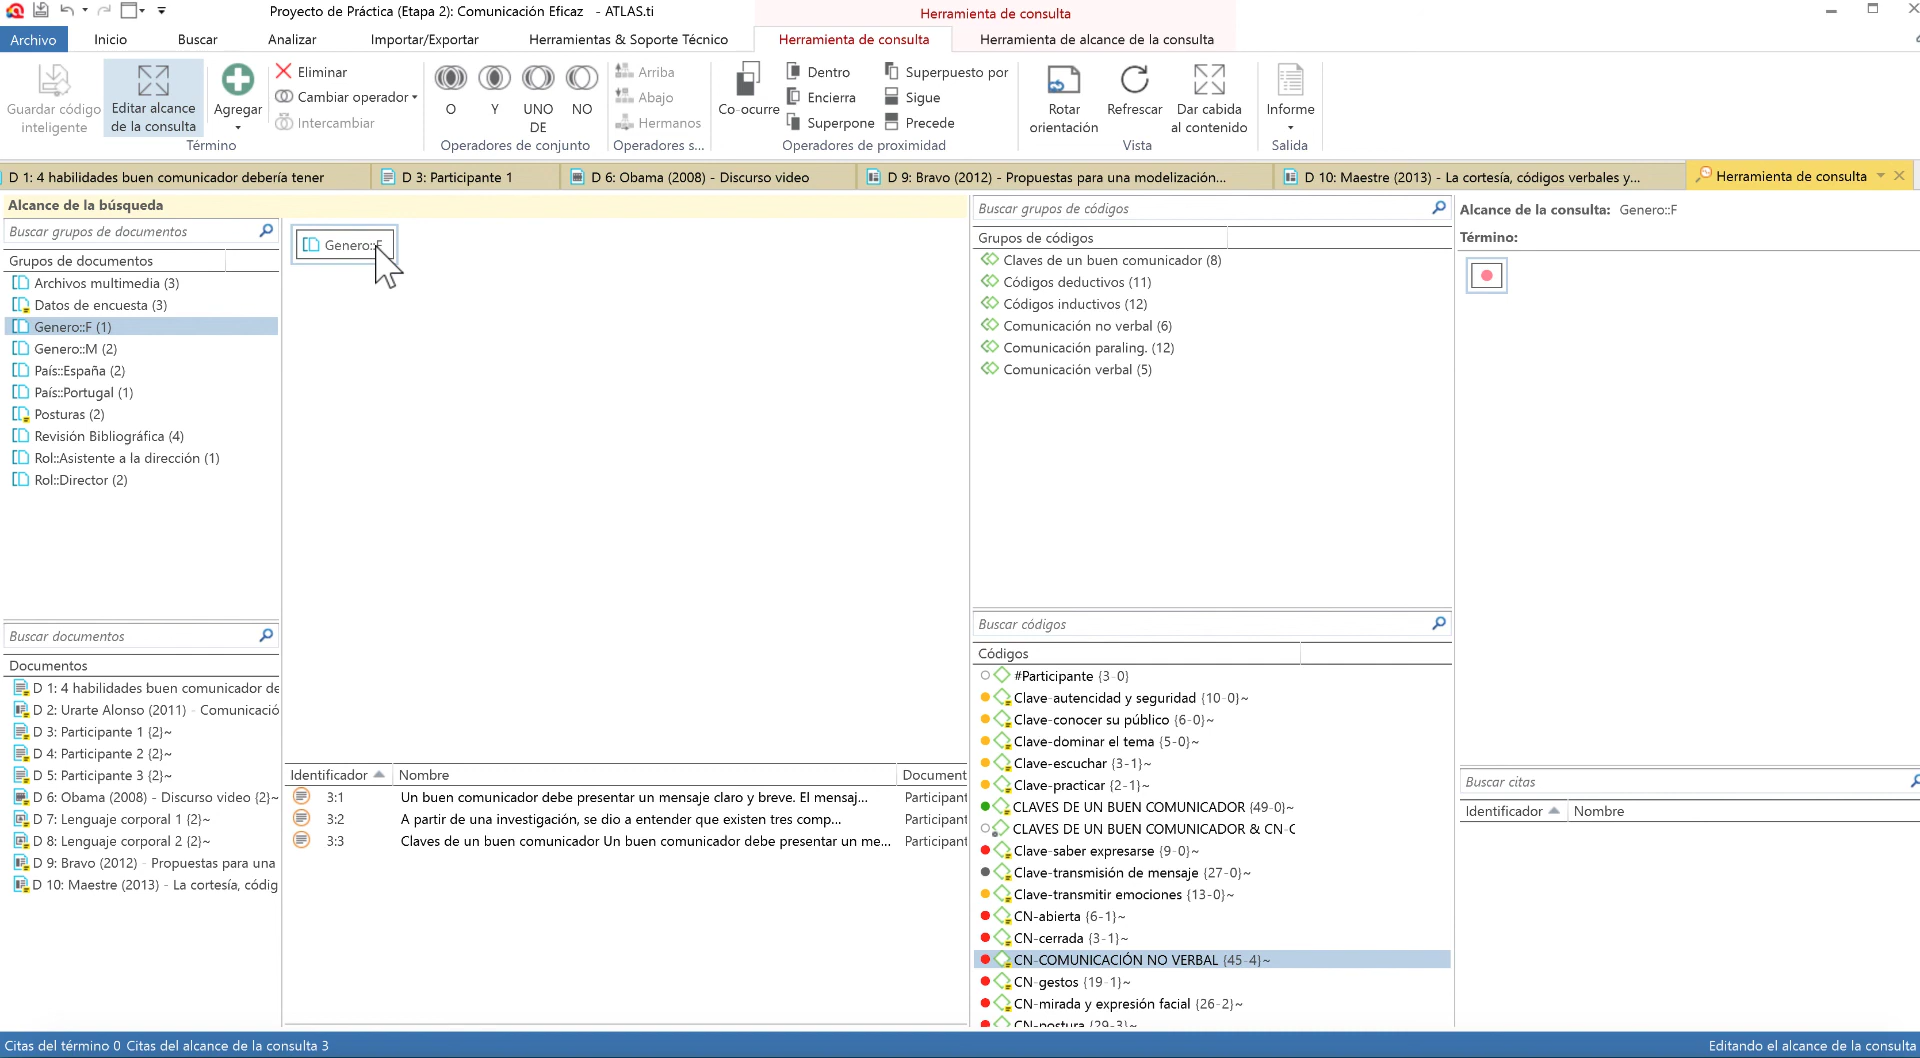 Proyecto de Práctica (Etapa 2): Comunicación Eficaz - ATLAS.ti
Herramienta de consulta
Archivo Inicio Buscar Analizar Importar/Exportar Herramientas & Soporte Técnico Herramienta de consulta Herramienta de alcance de la consulta
Guardar código inteligente
Editar alcance de la consulta
Agregar
Eliminar
Cambiar operador
Intercambiar
Término
O
Y
UNO DE
NO
Operadores de conjunto
Arriba
Abajo
Hermanos
Operadores s...
Co-ocurre
Dentro
Encierra
Superpone
Superpuesto por
Sigue
Precede
Operadores de proximidad
Rotar orientación
Refrescar
Dar cabida al contenido
Vista
Informe
Salida
D 1: 4 habilidades buen comunicador debería tener
D 3: Participante 1
D 6: Obama (2008) - Discurso video
D 9: Bravo (2012) - Propuestas para una modelización...
D 10: Maestre (2013) - La cortesía, códigos verbales y...
Herramienta de consulta
Alcance de la búsqueda
Buscar grupos de documentos
Grupos de documentos
Archivos multimedia (3)
Datos de encuesta (3)
Genero::F (1)
Genero::M (2)
País::España (2)
País::Portugal (1)
Posturas (2)
Revisión Bibliográfica (4)
Rol::Asistente a la dirección (1)
Rol::Director (2)
Buscar documentos
Documentos
D 1: 4 habilidades buen comunicador de
D 2: Urarte Alonso (2011) - Comunicació
D 3: Participante 1 {2}~
D 4: Participante 2 {2}~
D 5: Participante 3 {2}~
D 6: Obama (2008) - Discurso video {2}~
D 7: Lenguaje corporal 1 {2}~
D 8: Lenguaje corporal 2 {2}~
D 9: Bravo (2012) - Propuestas para una
D 10: Maestre (2013) - La cortesía, códig
Genero::F
Identificador Nombre Document
3:1 Un buen comunicador debe presentar un mensaje claro y breve. El mensaj... Participant
3:2 A partir de una investigación, se dio a entender que existen tres comp... Participant
3:3 Claves de un buen comunicador Un buen comunicador debe presentar un me... Participant
Buscar grupos de códigos
Grupos de códigos
Claves de un buen comunicador (8)
Códigos deductivos (11)
Códigos inductivos (12)
Comunicación no verbal (6)
Comunicación paraling. (12)
Comunicación verbal (5)
Buscar códigos
Códigos
#Participante {3-0}
Clave-autencidad y seguridad {10-0}~
Clave-conocer su público {6-0}~
Clave-dominar el tema {5-0}~
Clave-escuchar {3-1}~
Clave-practicar {2-1}~
CLAVES DE UN BUEN COMUNICADOR {49-0}~
CLAVES DE UN BUEN COMUNICADOR & CN-C
Clave-saber expresarse {9-0}~
Clave-transmisión de mensaje {27-0}~
Clave-transmitir emociones {13-0}~
CN-abierta {6-1}~
CN-cerrada {3-1}~
CN-COMUNICACIÓN NO VERBAL {45-4}~
CN-gestos {19-1}~
CN-mirada y expresión facial {26-2}~
CN-postura {29-3}~
Alcance de la consulta: Genero::F
Término:
Buscar citas
Identificador Nombre
Citas del término 0 Citas del alcance de la consulta 3
Editando el alcance de la consulta